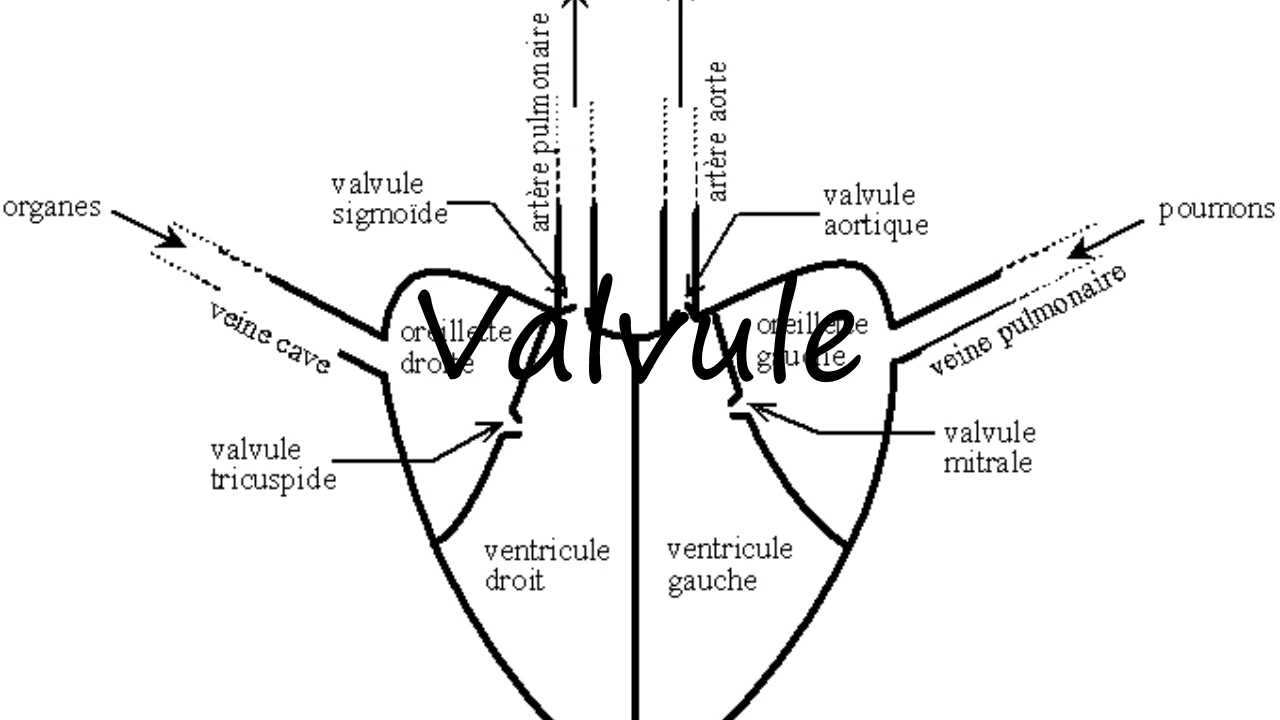 artère pulmonaire
artère aorte
valvule
sigmoïde
valvule
aortique
organes
poumons
veine cave
veine pulmonaire
oreillette
droite
Valvule
oreillette
gauche
valvule
tricuspide
valvule
mitrale
ventricule
droit
ventricule
gauche